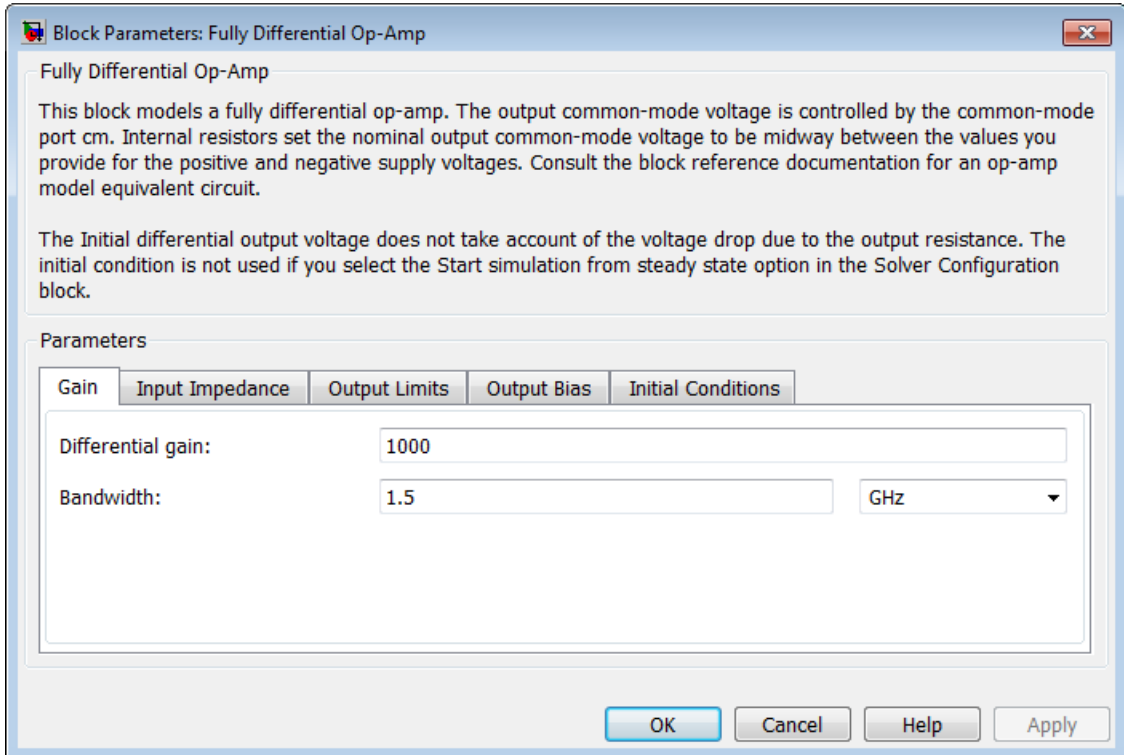 Block Parameters: Fully Differential Op-Amp
Fully Differential Op-Amp
This block models a fully differential op-amp. The output common-mode voltage is controlled by the common-mode
port cm. Internal resistors set the nominal output common-mode voltage to be midway between the values you
provide for the positive and negative supply voltages. Consult the block reference documentation for an op-amp
model equivalent circuit.
The Initial differential output voltage does not take account of the voltage drop due to the output resistance. The
initial condition is not used if you select the Start simulation from steady state option in the Solver Configuration
block.
Parameters
Gain Input Impedance Output Limits Output Bias Initial Conditions
Differential gain: 1000
Bandwidth: 1.5 GHz
OK Cancel Help Apply